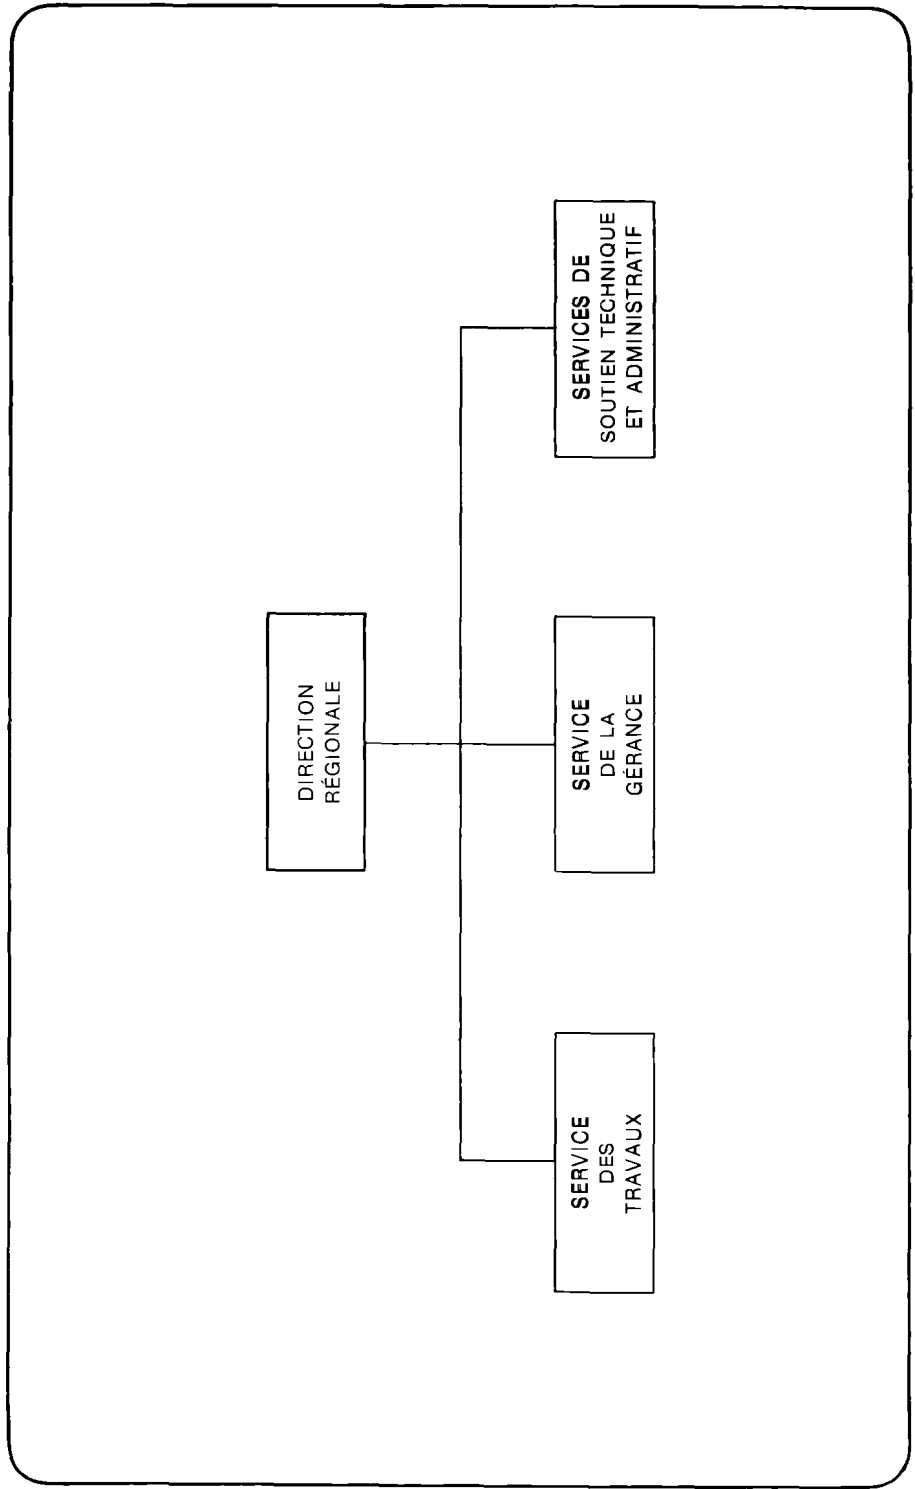 DIRECTION
RÉGIONALE
SERVICE
DES
TRAVAUX
SERVICE
DE LA
GÉRANCE
SERVICES DE
SOUTIEN TECHNIQUE
ET ADMINISTRATIF